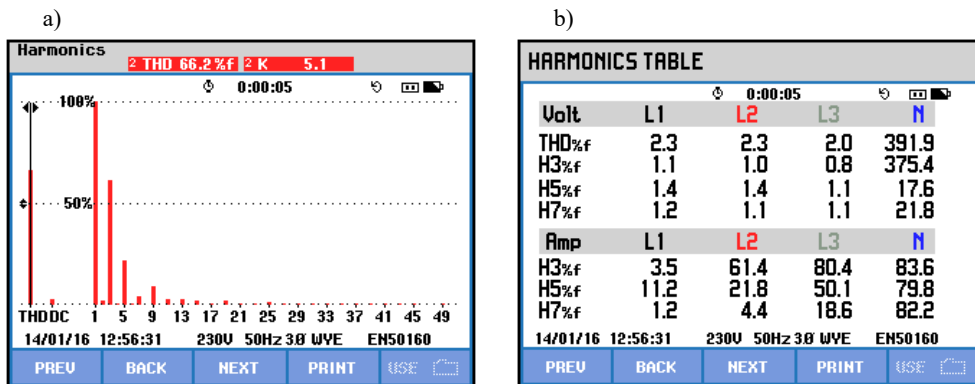 a)
Harmonics
2 THD 66.2%f 2 K 5.1
0:00:05
100%
50%
THD DC 1 5 9 13 17 21 25 29 33 37 41 45 49
14/01/16 12:56:31 230V 50Hz 3Ø WYE EN50160
PREV BACK NEXT PRINT USE
b)
HARMONICS TABLE
0:00:05
Volt L1 L2 L3 N
THD%f 2.3 2.3 2.0 391.9
H3%f 1.1 1.0 0.8 375.4
H5%f 1.4 1.4 1.1 17.6
H7%f 1.2 1.1 1.1 21.8
Amp L1 L2 L3 N
H3%f 3.5 61.4 80.4 83.6
H5%f 11.2 21.8 50.1 79.8
H7%f 1.2 4.4 18.6 82.2
14/01/16 12:56:31 230V 50Hz 3Ø WYE EN50160
PREV BACK NEXT PRINT USE